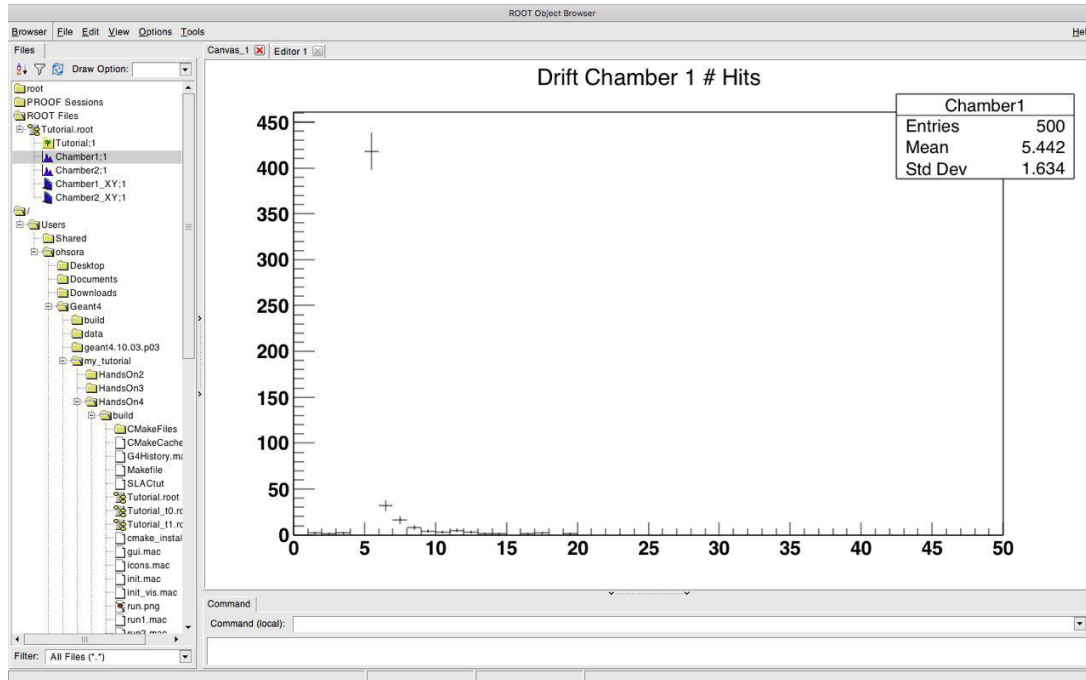 ROOT Object Browser
Browser File Edit View Options Tools
Files
Draw Option:
root
PROOF Sessions
ROOT Files
Tutorial.root
Tutorial;1
Chamber1;1
Chamber2;1
Chamber1_XY;1
Chamber2_XY;1
/
Users
Shared
ohsora
Desktop
Documents
Downloads
Geant4
build
data
geant4.10.03.p03
my_tutorial
HandsOn2
HandsOn3
HandsOn4
build
CMakeFiles
CMakeCache
G4History.ma
Makefile
SLACtut
Tutorial.root
Tutorial_t0.rc
Tutorial_t1.rc
cmake_instal
gui.mac
icons.mac
init.mac
init_vis.mac
run.png
run1.mac
run2.mac
Filter: All Files (*.*)
Canvas_1 Editor 1
Drift Chamber 1 # Hits
Chamber1
Entries 500
Mean 5.442
Std Dev 1.634
450
400
350
300
250
200
150
100
50
0
0 5 10 15 20 25 30 35 40 45 50
Command
Command (local):